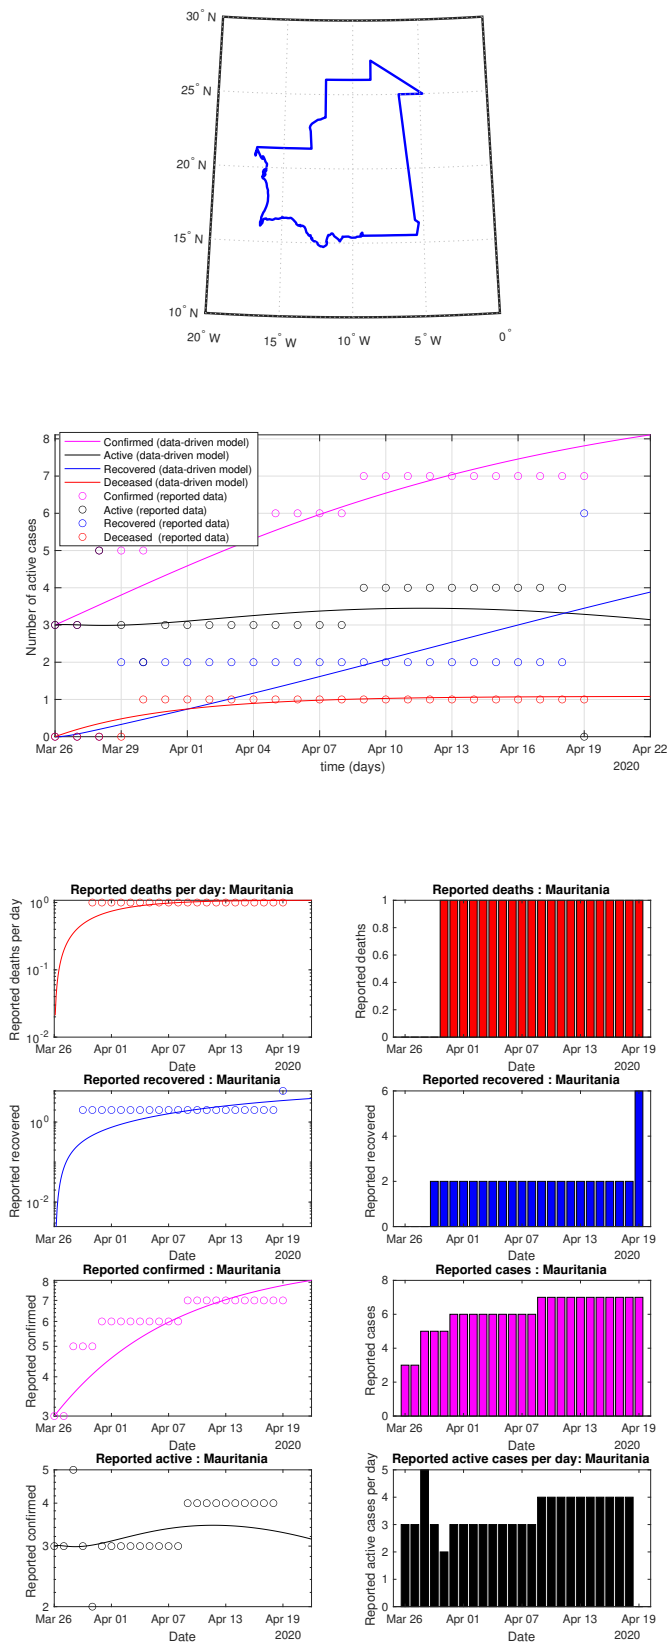 30° N
25° N
20° N
15° N
10° N
20° W 15° W 10° W 5° W 0°
Confirmed (data-driven model)
Active (data-driven model)
Recovered (data-driven model)
Deceased (data-driven model)
Confirmed (reported data)
Active (reported data)
Recovered (reported data)
Deceased (reported data)
Number of active cases
8
7
6
5
4
3
2
1
0
Mar 26 Mar 29 Apr 01 Apr 04 Apr 07 Apr 10 Apr 13 Apr 16 Apr 19 Apr 22
time (days) 2020
Reported deaths per day: Mauritania
Reported deaths per day
10^0
10^-1
10^-2
Mar 26 Apr 01 Apr 07 Apr 13 Apr 19
Date 2020
Reported deaths : Mauritania
Reported deaths
1
0.8
0.6
0.4
0.2
0
Mar 26 Apr 01 Apr 07 Apr 13 Apr 19
Date 2020
Reported recovered : Mauritania
Reported recovered
10^0
10^-2
Mar 26 Apr 01 Apr 07 Apr 13 Apr 19
Date 2020
Reported recovered : Mauritania
Reported recovered
6
4
2
0
Mar 26 Apr 01 Apr 07 Apr 13 Apr 19
Date 2020
Reported confirmed : Mauritania
Reported confirmed
8
7
6
5
4
3
Mar 26 Apr 01 Apr 07 Apr 13 Apr 19
Date 2020
Reported cases : Mauritania
Reported cases
8
6
4
2
0
Mar 26 Apr 01 Apr 07 Apr 13 Apr 19
Date 2020
Reported active : Mauritania
Reported confirmed
5
4
3
2
Mar 26 Apr 01 Apr 07 Apr 13 Apr 19
Date 2020
Reported active cases per day: Mauritania
Reported active cases per day
5
4
3
2
1
0
Mar 26 Apr 01 Apr 07 Apr 13 Apr 19
Date 2020